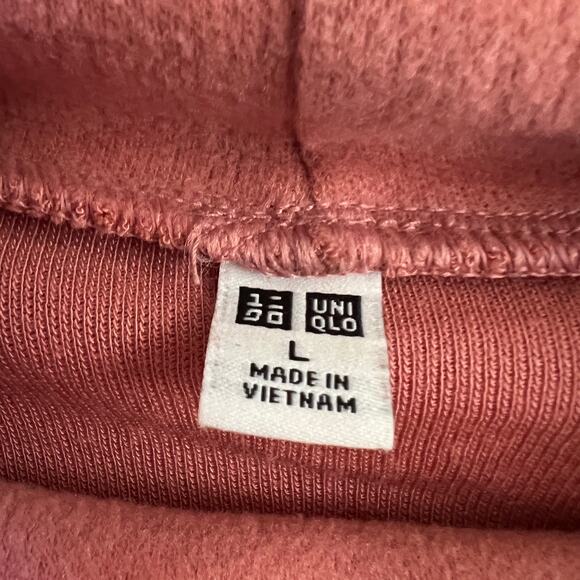 ユニ UNI
クロ QLO
L
MADE IN
VIETNAM